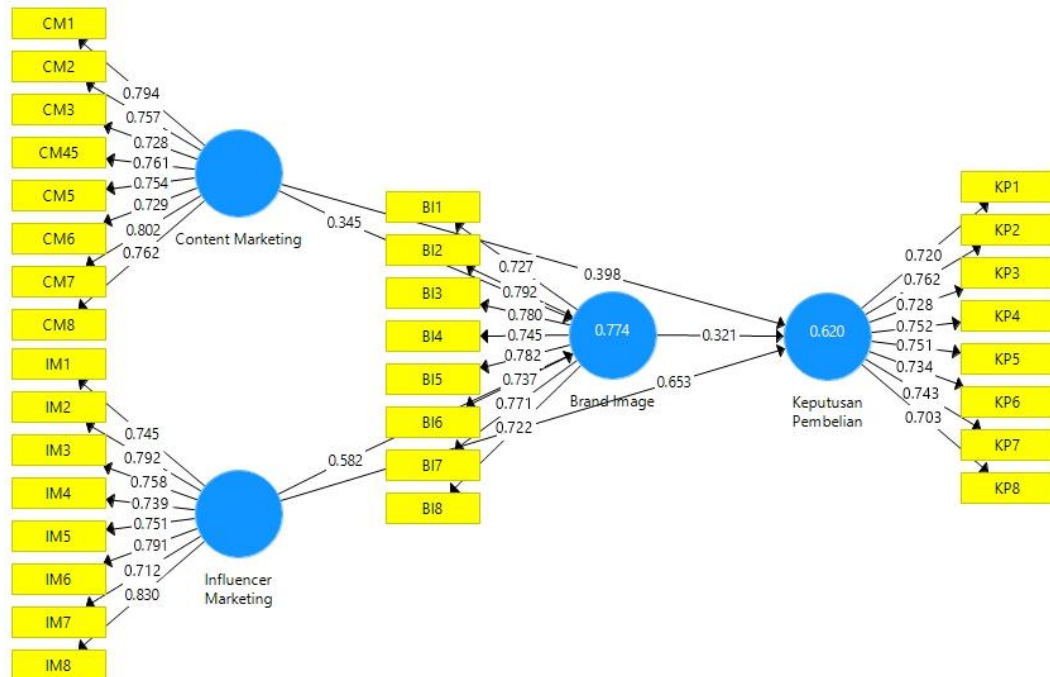 CM1
CM2
CM3
CM45
CM5
CM6
CM7
CM8
0.794
0.757
0.728
0.761
0.754
0.729
0.802
0.762
Content Marketing
IM1
IM2
IM3
IM4
IM5
IM6
IM7
IM8
0.745
0.792
0.758
0.739
0.751
0.791
0.712
0.830
Influencer
Marketing
0.345
0.398
0.582
0.653
BI1
BI2
BI3
BI4
BI5
BI6
BI7
BI8
0.727
0.792
0.780
0.745
0.782
0.737
0.771
0.722
0.774
Brand Image
0.321
0.620
Keputusan
Pembelian
0.720
0.762
0.728
0.752
0.751
0.734
0.743
0.703
KP1
KP2
KP3
KP4
KP5
KP6
KP7
KP8